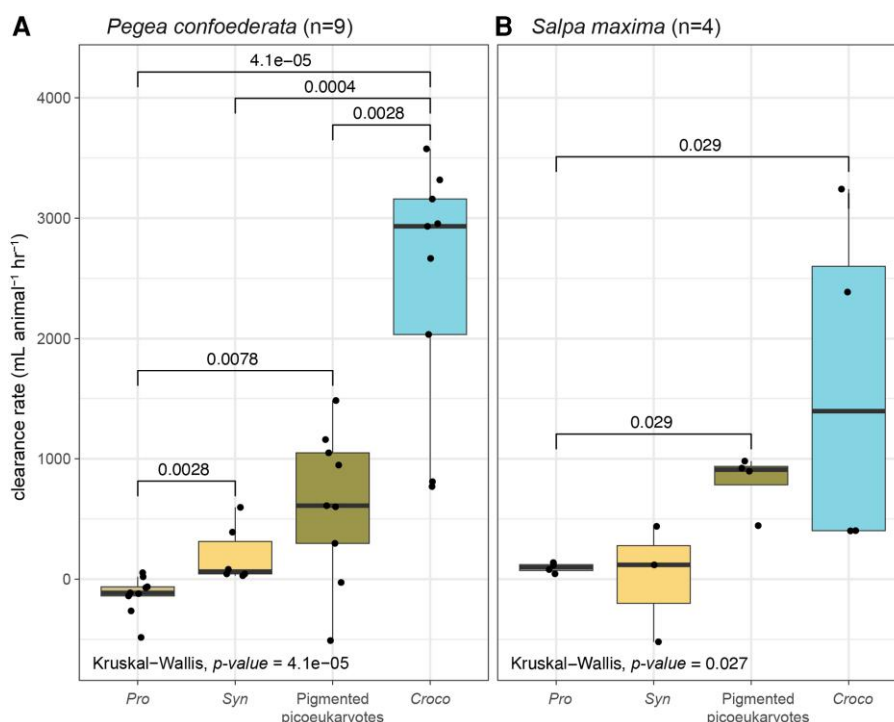 A
Pegea confoederata (n=9)
B
Salpa maxima (n=4)
clearance rate (mL animal⁻¹ hr⁻¹)
4000
3000
2000
1000
0
4.1e−05
0.0004
0.0028
0.0078
0.0028
Kruskal−Wallis, p-value = 4.1e−05
0.029
0.029
Kruskal−Wallis, p-value = 0.027
Pro
Syn
Pigmented
picoeukaryotes
Croco
Pro
Syn
Pigmented
picoeukaryotes
Croco